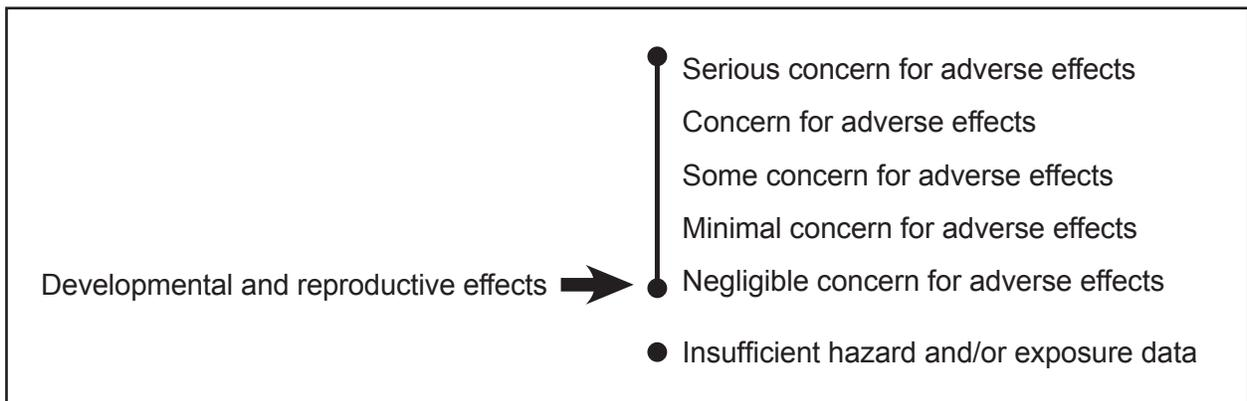 Serious concern for adverse effects
Concern for adverse effects
Some concern for adverse effects
Minimal concern for adverse effects
Developmental and reproductive effects Negligible concern for adverse effects
Insufficient hazard and/or exposure data